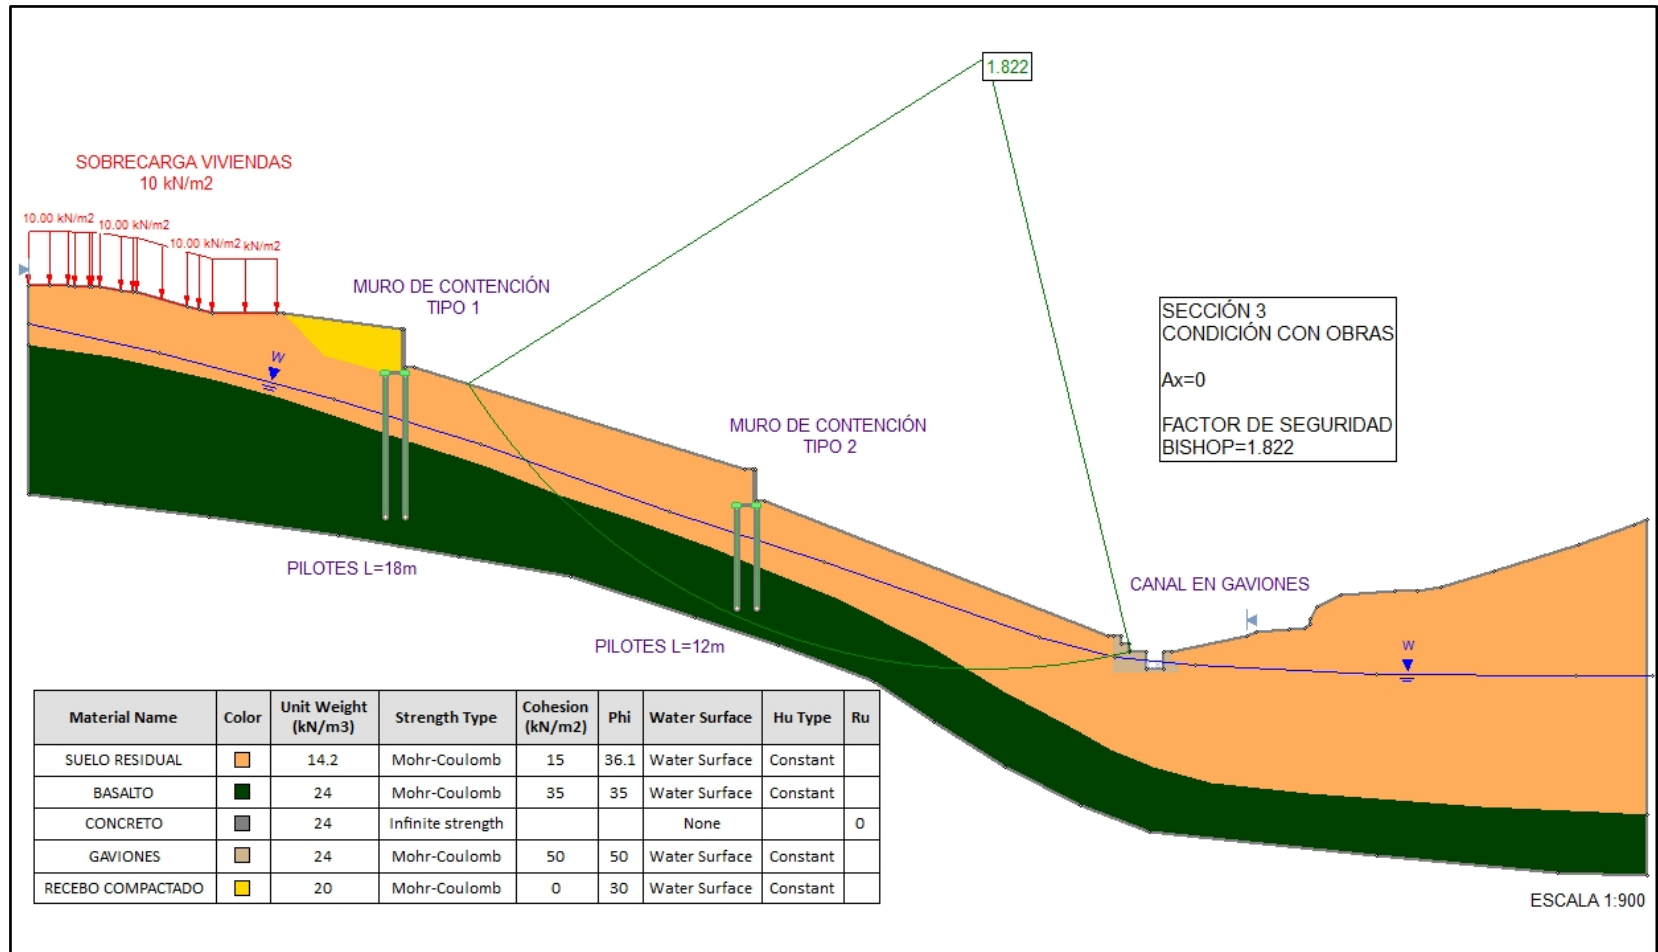 1.822
SOBRECARGA VIVIENDAS
10 kN/m2
10.00 kN/m2
10.00 kN/m2
10.00 kN/m2
kN/m2
MURO DE CONTENCIÓN
TIPO 1
SECCIÓN 3
CONDICIÓN CON OBRAS
Ax=0
FACTOR DE SEGURIDAD
BISHOP=1.822
W
MURO DE CONTENCIÓN
TIPO 2
PILOTES L=18m
CANAL EN GAVIONES
PILOTES L=12m
W
Material Name Color Unit Weight (kN/m3) Strength Type Cohesion (kN/m2) Phi Water Surface Hu Type Ru
SUELO RESIDUAL 14.2 Mohr-Coulomb 15 36.1 Water Surface Constant
BASALTO 24 Mohr-Coulomb 35 35 Water Surface Constant
CONCRETO 24 Infinite strength None 0
GAVIONES 24 Mohr-Coulomb 50 50 Water Surface Constant
RECEBO COMPACTADO 20 Mohr-Coulomb 0 30 Water Surface Constant
ESCALA 1:900